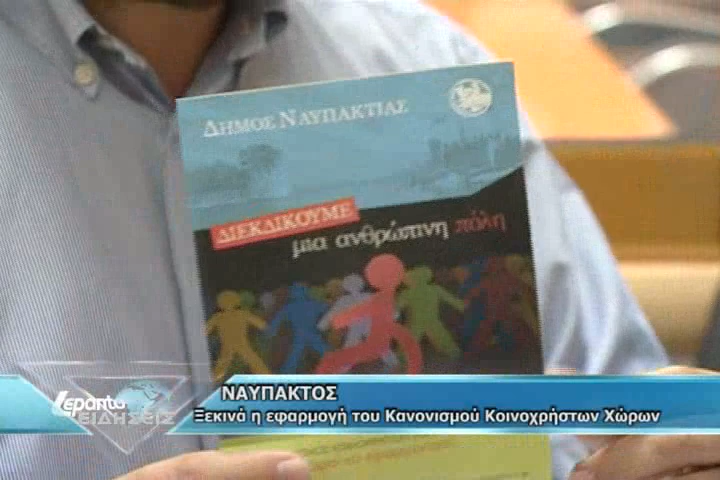 ΔΗΜΟΣ ΝΑΥΠΑΚΤΙΑΣ
ΔΙΕΚΔΙΚΟΥΜΕ
μια ανθρώπινη πόλη
ΝΑΥΠΑΚΤΟΣ
Ξεκινά η εφαρμογή του Κανονισμού Κοινοχρήστων Χώρων
Lepanto
ΕΙΔΗΣΕΙΣ